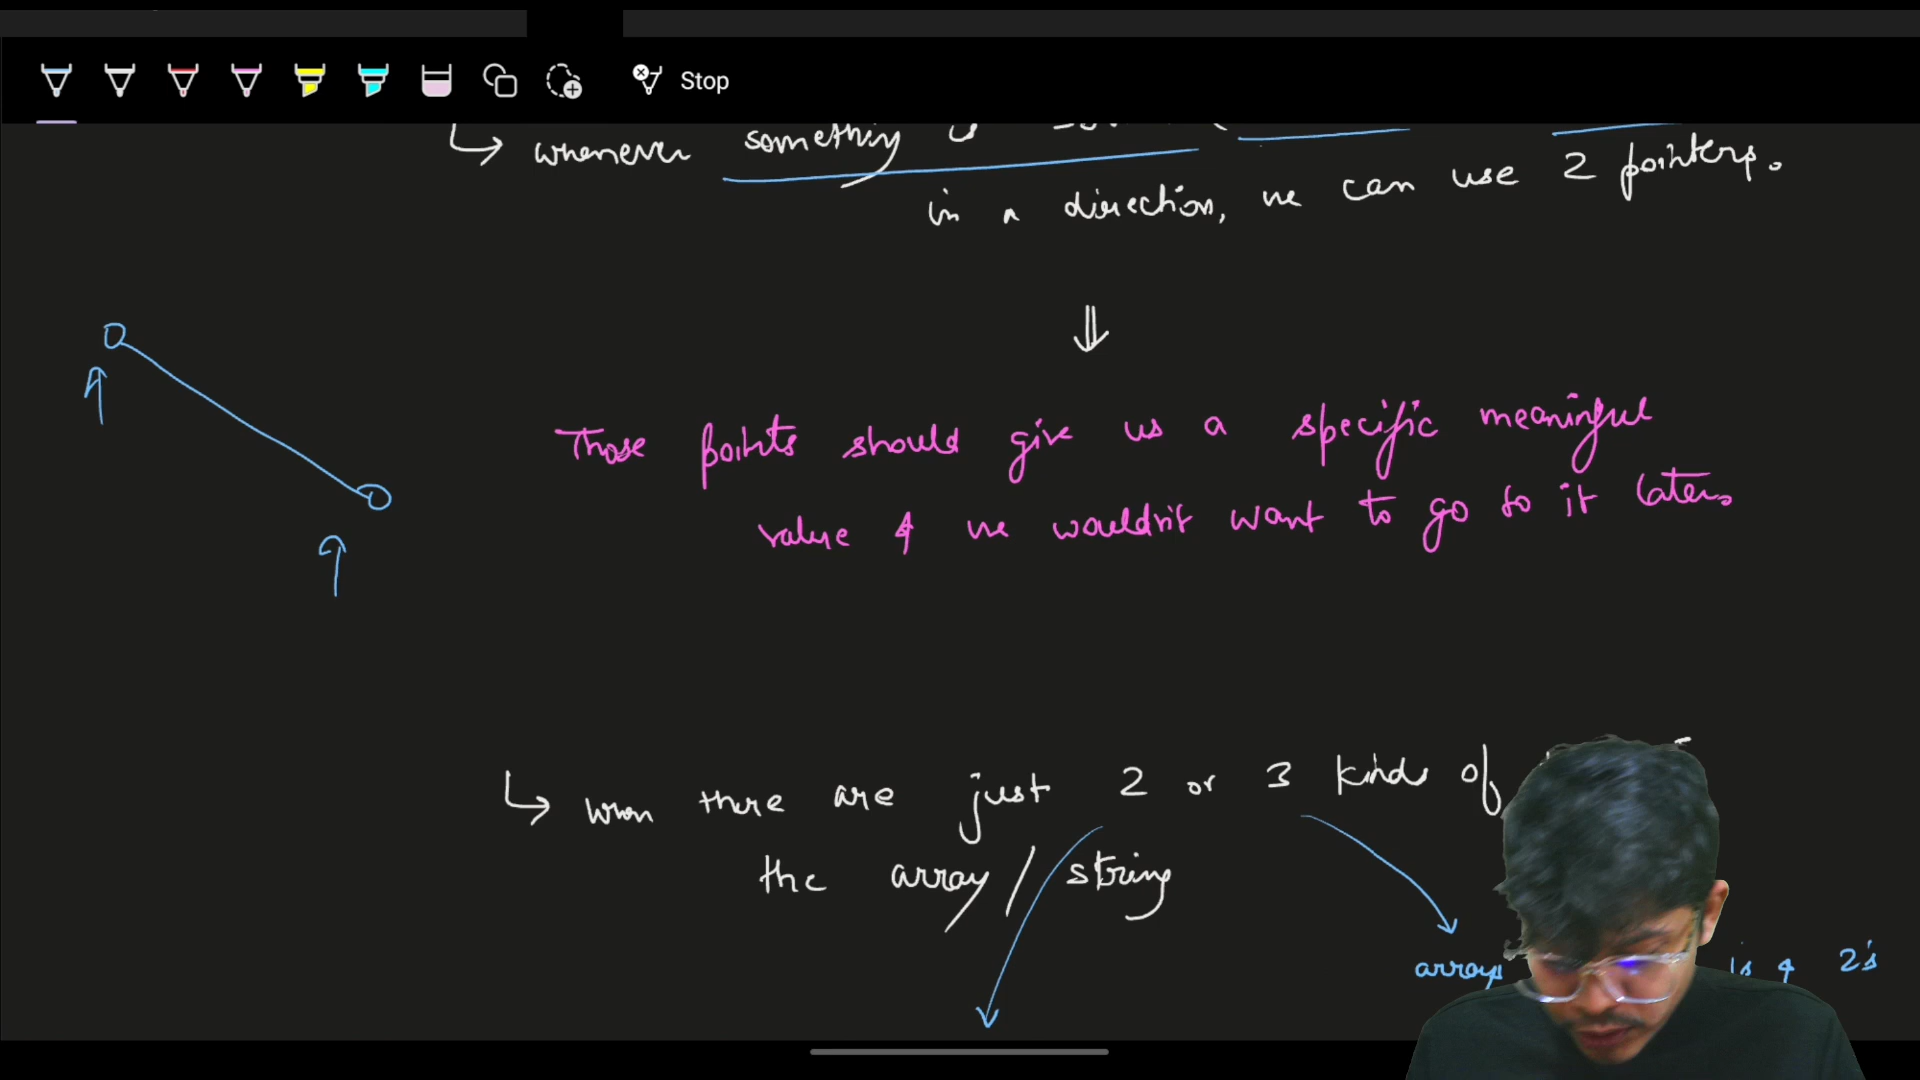 Stop
whenever something is
in a direction, we can use 2 pointers.
Those points should give us a specific meaningful
value & we wouldn't want to go to it later.
when there are just 2 or 3 kinds of
the array/string
arrays 1s & 2's